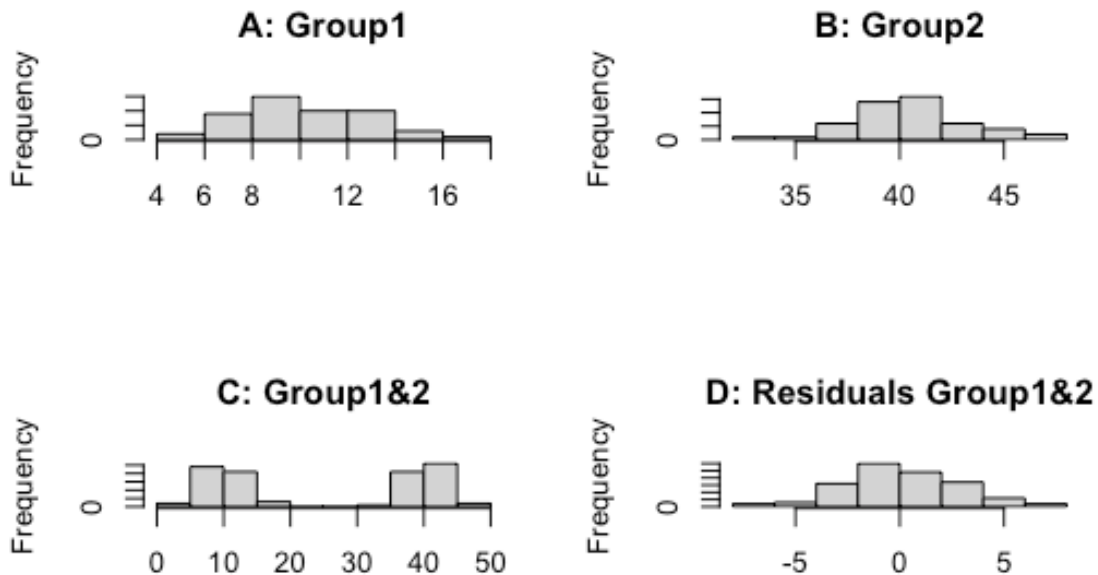 A: Group1
Frequency
0
4 6 8 12 16
B: Group2
Frequency
0
35 40 45
C: Group1&2
Frequency
0
0 10 20 30 40 50
D: Residuals Group1&2
Frequency
0
-5 0 5